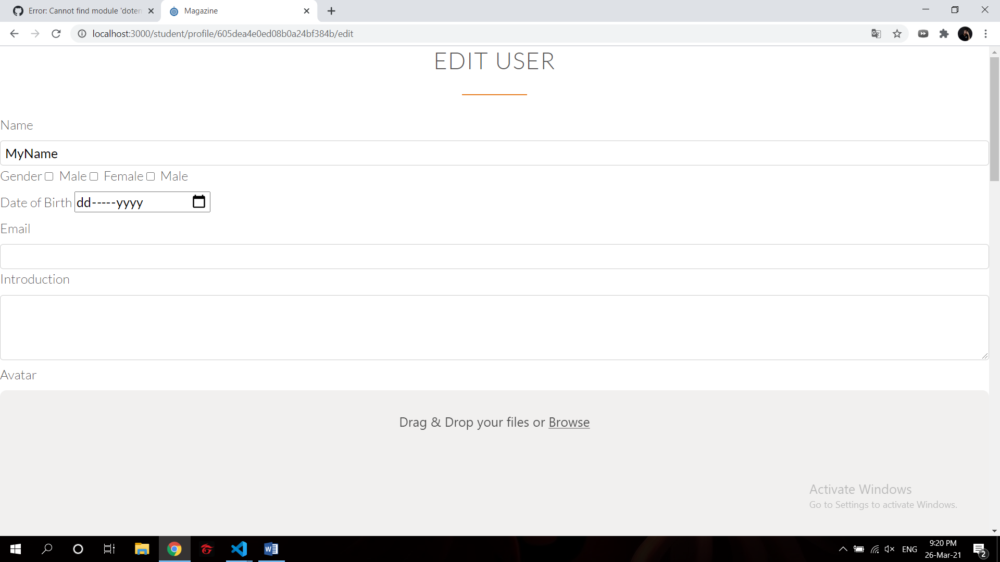 Error: Cannot find module 'doten
Magazine
localhost:3000/student/profile/605dea4e0ed08b0a24bf384b/edit
EDIT USER
Name
MyName
Gender Male Female Male
Date of Birth dd-----yyyy
Email
Introduction
Avatar
Drag & Drop your files or Browse
Activate Windows
Go to Settings to activate Windows.
ENG
9:20 PM
26-Mar-21
2